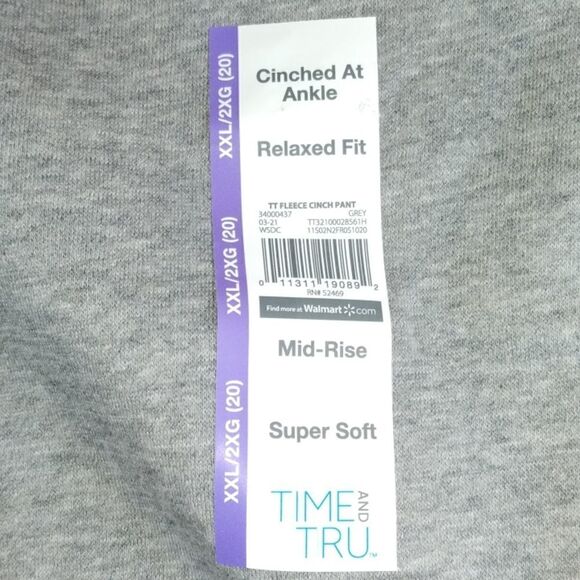 XXL/2XG (20)
Cinched At
Ankle
Relaxed Fit
TT FLEECE CINCH PANT
34000437 GREY
03-21 TT32100028561H
WSDC 11502N2FR051020
0 11311 19089 2
RN# 52469
Find more at Walmart.com
XXL/2XG (20)
Mid-Rise
Super Soft
XXL/2XG (20)
TIME AND
TRU™